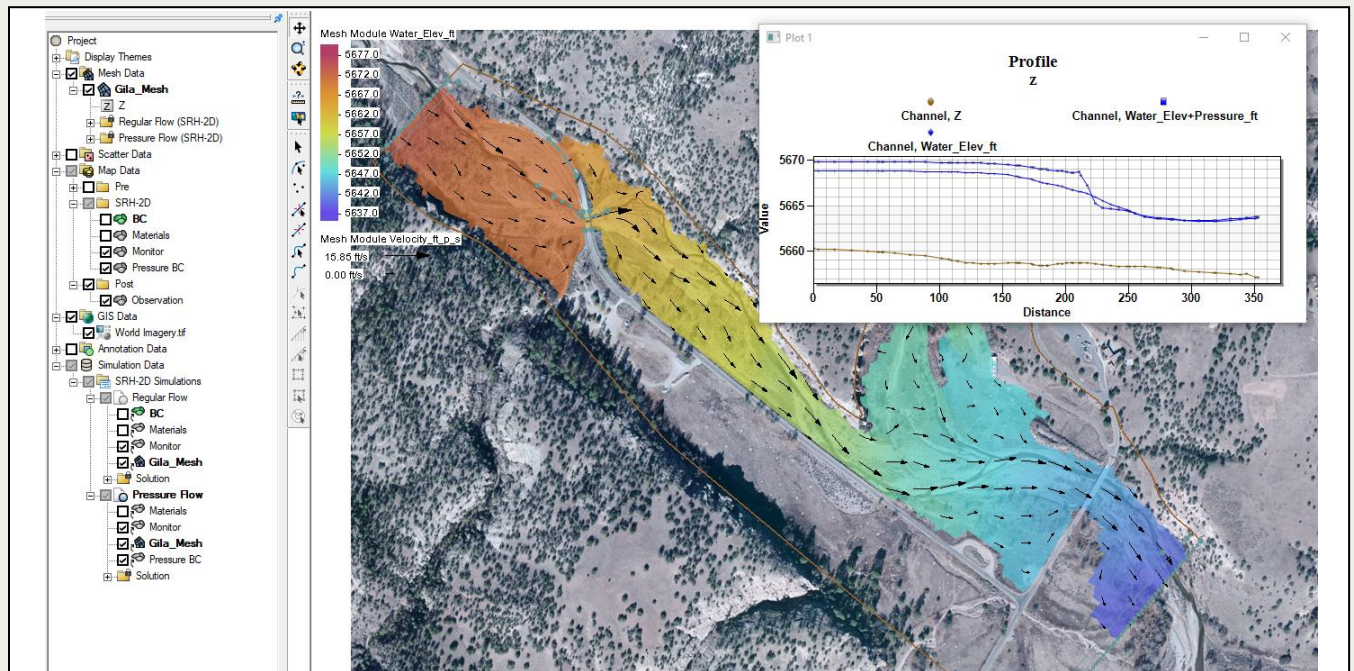 Project
Display Themes
Mesh Data
Gila_Mesh
Z
Regular Flow (SRH-2D)
Pressure Flow (SRH-2D)
Scatter Data
Map Data
Pre
SRH-2D
BC
Materials
Monitor
Pressure BC
Post
Observation
GIS Data
World Imagery.tif
Annotation Data
Simulation Data
SRH-2D Simulations
Regular Flow
BC
Materials
Monitor
Gila_Mesh
Solution
Pressure Flow
Materials
Monitor
Gila_Mesh
Pressure BC
Solution
Mesh Module Water_Elev_ft
5677.0
5672.0
5667.0
5662.0
5657.0
5652.0
5647.0
5642.0
5637.0
Mesh Module Velocity_ft_p_s
15.85 ft/s
0.00 ft/s
Plot 1
Profile
Z
Channel, Z
Channel, Water_Elev+Pressure_ft
Channel, Water_Elev_ft
5670
5665
5660
Value
0 50 100 150 200 250 300 350
Distance